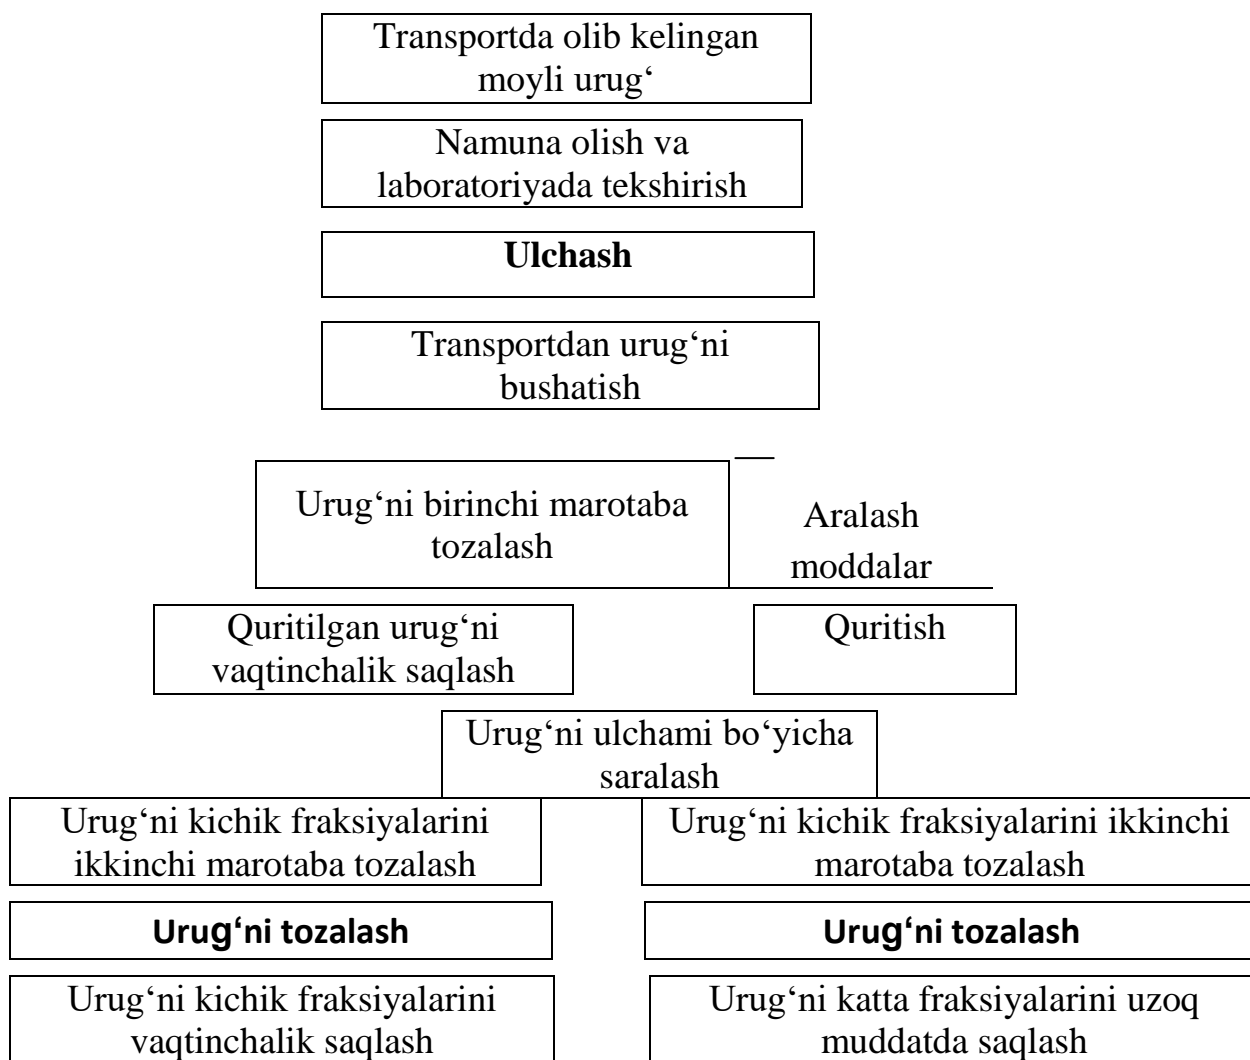 Transportda olib kelingan
moyli urug‘
Namuna olish va
laboratoriyada tekshirish
Ulchash
Transportdan urug‘ni
bushatish
Urug‘ni birinchi marotaba
tozalash
Aralash
moddalar
Quritilgan urug‘ni
vaqtinchalik saqlash
Quritish
Urug‘ni ulchami bo‘yicha
saralash
Urug‘ni kichik fraksiyalarini
ikkinchi marotaba tozalash
Urug‘ni kichik fraksiyalarini ikkinchi
marotaba tozalash
Urug‘ni tozalash
Urug‘ni tozalash
Urug‘ni kichik fraksiyalarini
vaqtinchalik saqlash
Urug‘ni katta fraksiyalarini uzoq
muddatda saqlash